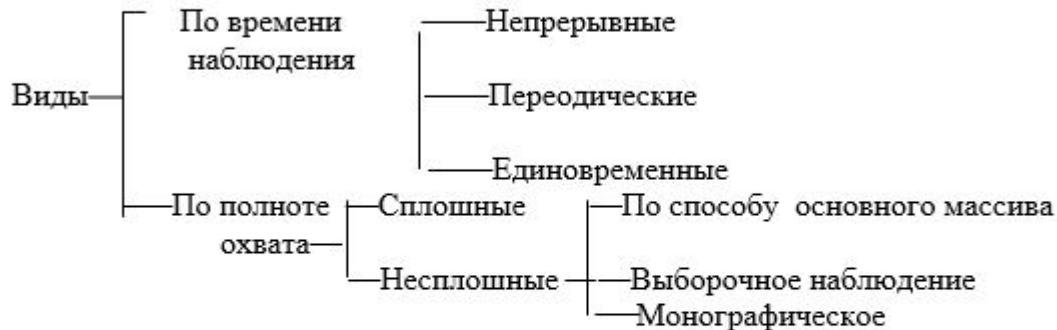 По времени
наблюдения
Непрерывные
Виды
Переодические
Единовременные
По полноте
охвата
Сплошные
По способу основного массива
Несплошные
Выборочное наблюдение
Монографическое